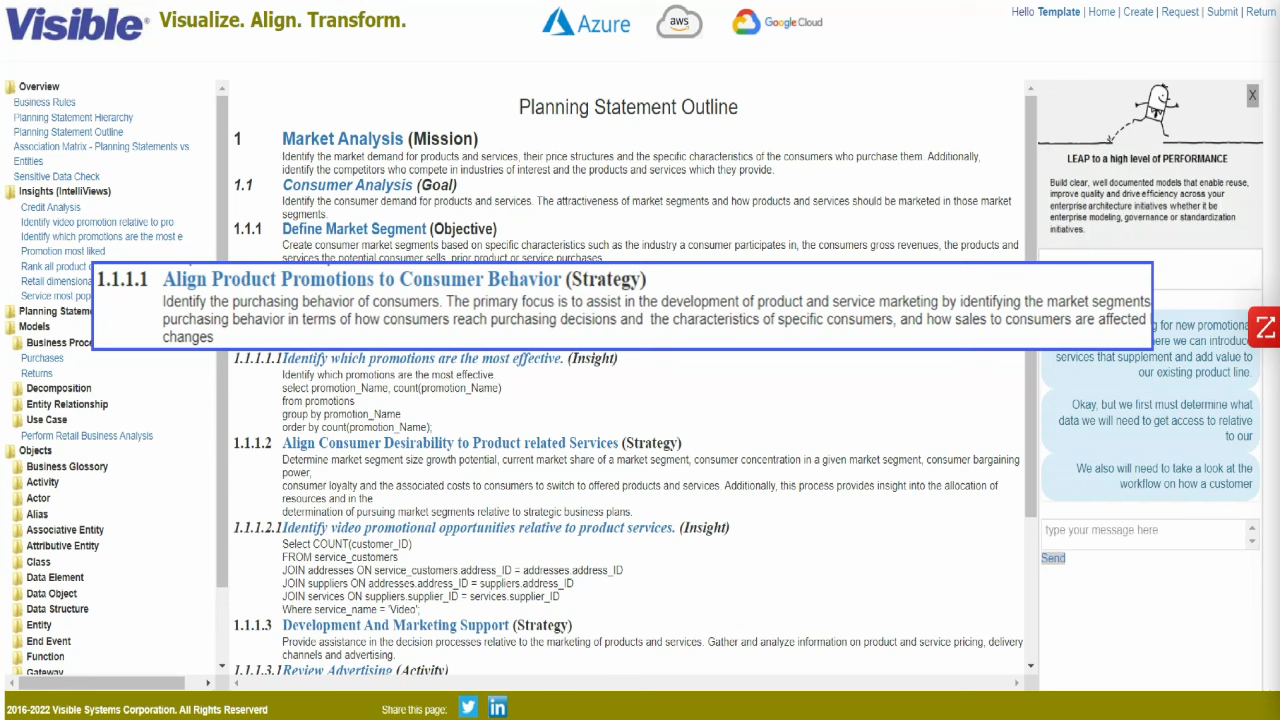 Visible® Visualize. Align. Transform.
Azure
aws
Google Cloud
Hello Template | Home | Create | Request | Submit | Return
Overview
Business Rules
Planning Statement Hierarchy
Planning Statement Outline
Association Matrix - Planning Statements vs.
Entities
Sensitive Data Check
Insights (IntelliViews)
Credit Analysis
Identify video promotion relative to pro
Identify which promotions are the most e
Promotion most liked
Rank all product c
Retail dimensiona
Service most pop
Planning Stateme
Models
Business Proc
Purchases
Returns
Decomposition
Entity Relationship
Use Case
Perform Retail Business Analysis
Objects
Business Glossory
Activity
Actor
Alias
Associative Entity
Attributive Entity
Class
Data Element
Data Object
Data Structure
Entity
End Event
Function
Gateway
Planning Statement Outline
1 Market Analysis (Mission)
Identify the market demand for products and services, their price structures and the specific characteristics of the consumers who purchase them. Additionally,
identify the competitors who compete in industries of interest and the products and services which they provide.
1.1 Consumer Analysis (Goal)
Identify the consumer demand for products and services. The attractiveness of market segments and how products and services should be marketed in those market
segments.
1.1.1 Define Market Segment (Objective)
Create consumer market segments based on specific characteristics such as the industry a consumer participates in, the consumers gross revenues, the products and
services the potential consumer sells, prior product or service purchases.
1.1.1.1 Align Product Promotions to Consumer Behavior (Strategy)
Identify the purchasing behavior of consumers. The primary focus is to assist in the development of product and service marketing by identifying the market segments
purchasing behavior in terms of how consumers reach purchasing decisions and the characteristics of specific consumers, and how sales to consumers are affected
changes
1.1.1.1.1 Identify which promotions are the most effective. (Insight)
Identify which promotions are the most effective.
select promotion_Name, count(promotion_Name)
from promotions
group by promotion_Name
order by count(promotion_Name);
1.1.1.2 Align Consumer Desirability to Product related Services (Strategy)
Determine market segment size growth potential, current market share of a market segment, consumer concentration in a given market segment, consumer bargaining
power,
consumer loyalty and the associated costs to consumers to switch to offered products and services. Additionally, this process provides insight into the allocation of
resources and in the
determination of pursuing market segments relative to strategic business plans.
1.1.1.2.1 Identify video promotional opportunities relative to product services. (Insight)
Select COUNT(customer_ID)
FROM service_customers
JOIN addresses ON service_customers.address_ID = addresses.address_ID
JOIN suppliers ON addresses.address_ID = suppliers.address_ID
JOIN services ON suppliers.supplier_ID = services.supplier_ID
Where service_name = 'Video';
1.1.1.3 Development And Marketing Support (Strategy)
Provide assistance in the decision processes relative to the marketing of products and services. Gather and analyze information on product and service pricing, delivery
channels and advertising.
1.1.1.3.1 Review Advertising (Activity)
X
LEAP to a high level of PERFORMANCE
Build clear, well documented models that enable reuse,
improve quality and drive efficiency across your
enterprise architecture initiatives whether it be
enterprise modeling, governance or standardization
initiatives.
g for new promotiona
ere we can introduc
services that supplement and add value to
our existing product line.
Okay, but we first must determine what
data we will need to get access to relative
to our
We also will need to take a look at the
workflow on how a customer
type your message here
Send
2016-2022 Visible Systems Corporation. All Rights Reserverd
Share this page:
in